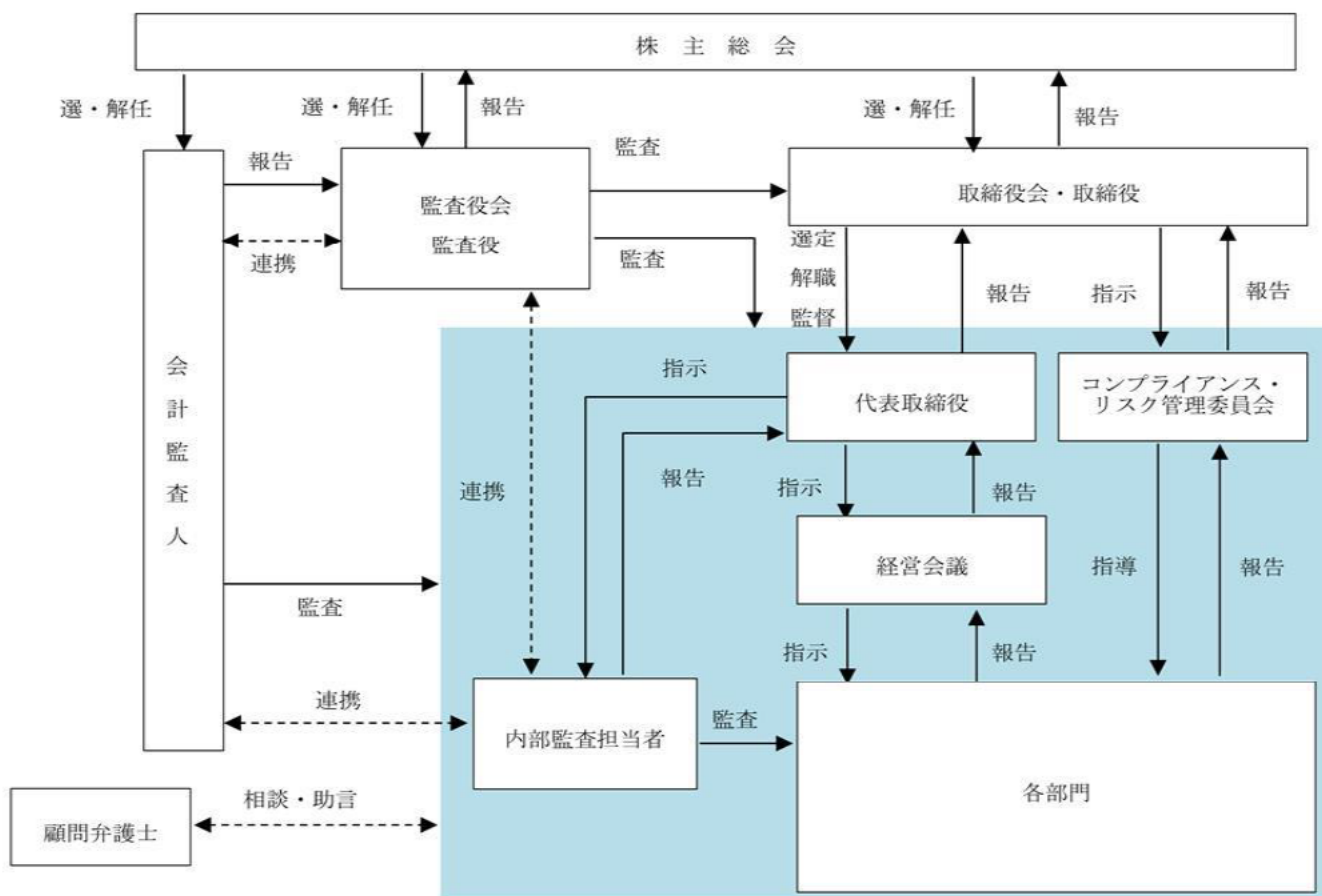 株主総会
選・解任
選・解任
報告
選・解任
報告
報告
監査
監査役会
監査役
取締役会・取締役
連携
監査
選定
解職
監督
報告
指示
報告
会計監査人
指示
代表取締役
コンプライアンス・
リスク管理委員会
連携
報告
指示
報告
経営会議
指導
報告
監査
指示
報告
連携
内部監査担当者
監査
各部門
相談・助言
顧問弁護士